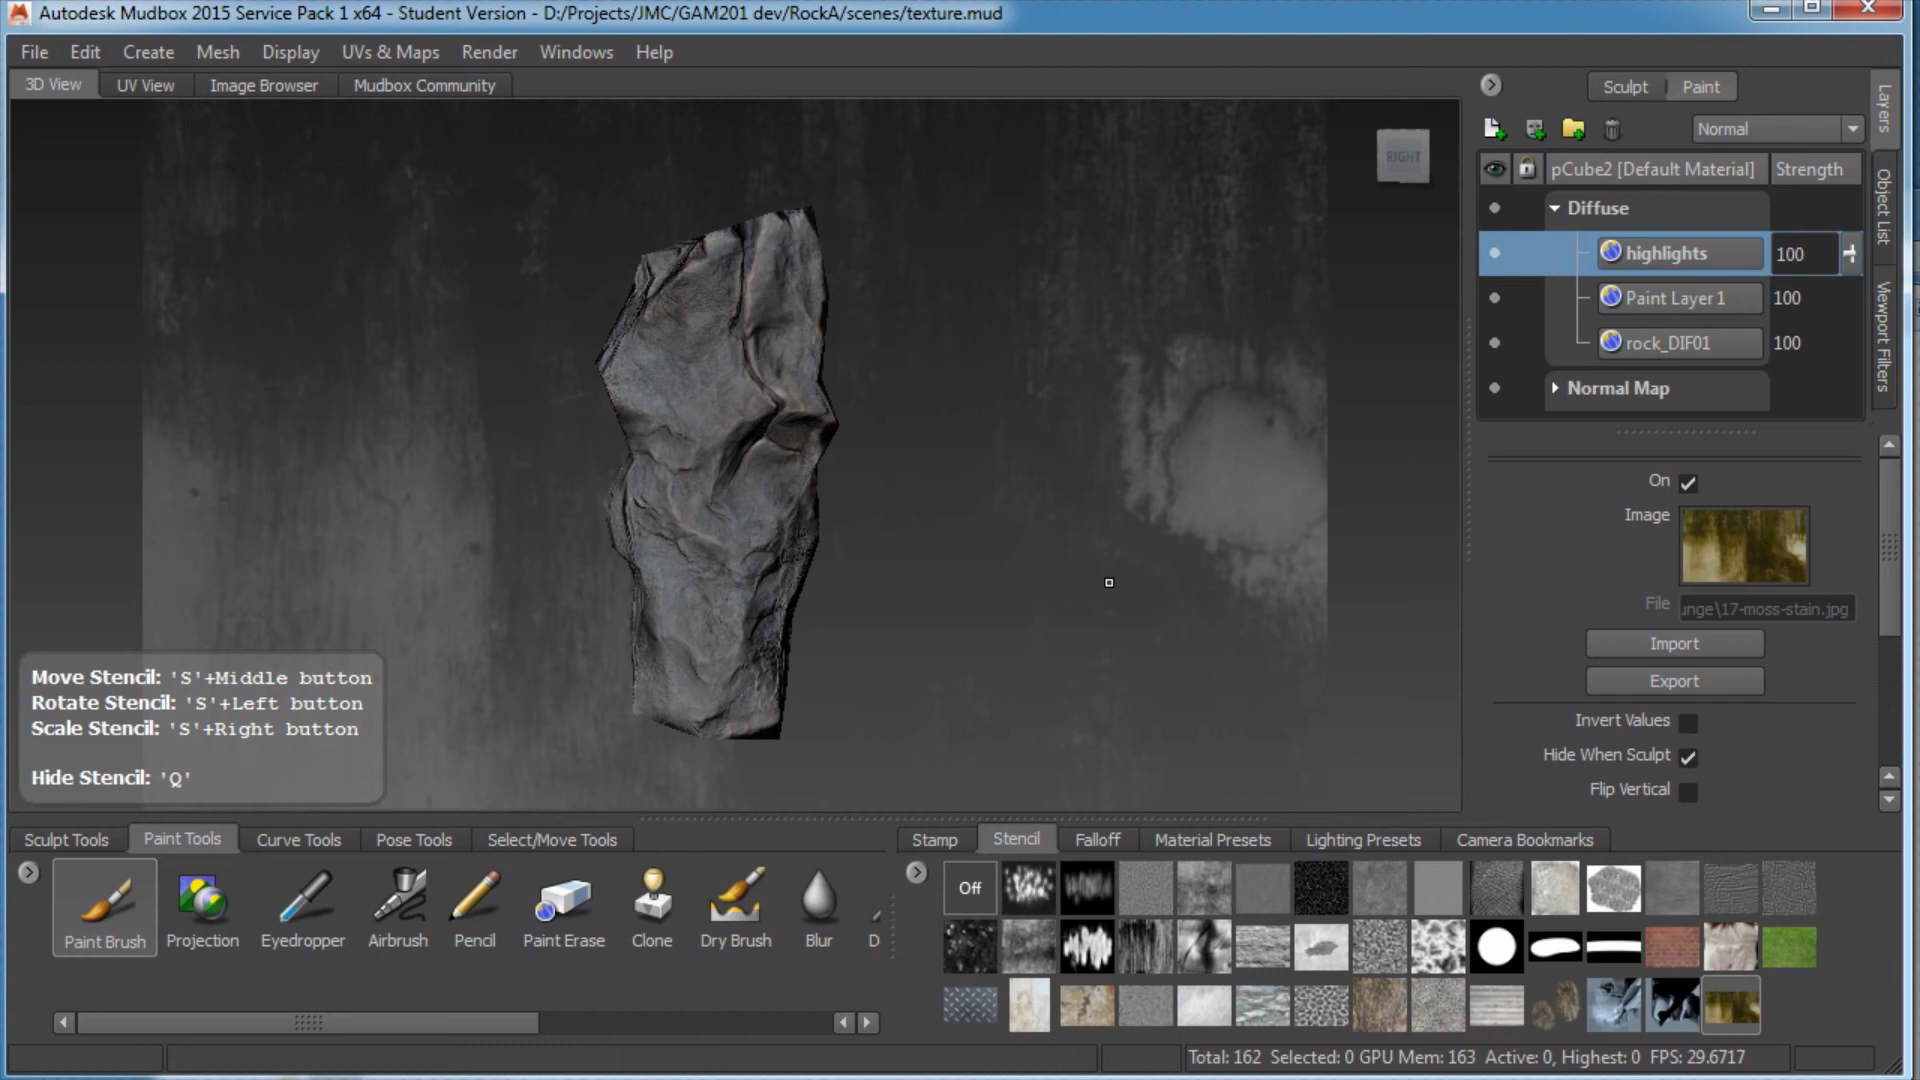 Autodesk Mudbox 2015 Service Pack 1 x64 - Student Version - D:/Projects/JMC/GAM201 dev/RockA/scenes/texture.mud
File Edit Create Mesh Display UVs & Maps Render Windows Help
3D View UV View Image Browser Mudbox Community
Sculpt Paint
Normal
pCube2 [Default Material] Strength
Diffuse
highlights 100
Paint Layer 1 100
rock_DIF01 100
Normal Map
Layers
Object List
Viewport Filters
RIGHT
On
Image
File unge\17-moss-stain.jpg
Import
Export
Invert Values
Hide When Sculpt
Flip Vertical
Move Stencil: 'S'+Middle button
Rotate Stencil: 'S'+Left button
Scale Stencil: 'S'+Right button
Hide Stencil: 'Q'
Sculpt Tools Paint Tools Curve Tools Pose Tools Select/Move Tools
Paint Brush Projection Eyedropper Airbrush Pencil Paint Erase Clone Dry Brush Blur D
Stamp Stencil Falloff Material Presets Lighting Presets Camera Bookmarks
Off
Total: 162 Selected: 0 GPU Mem: 163 Active: 0, Highest: 0 FPS: 29.6717